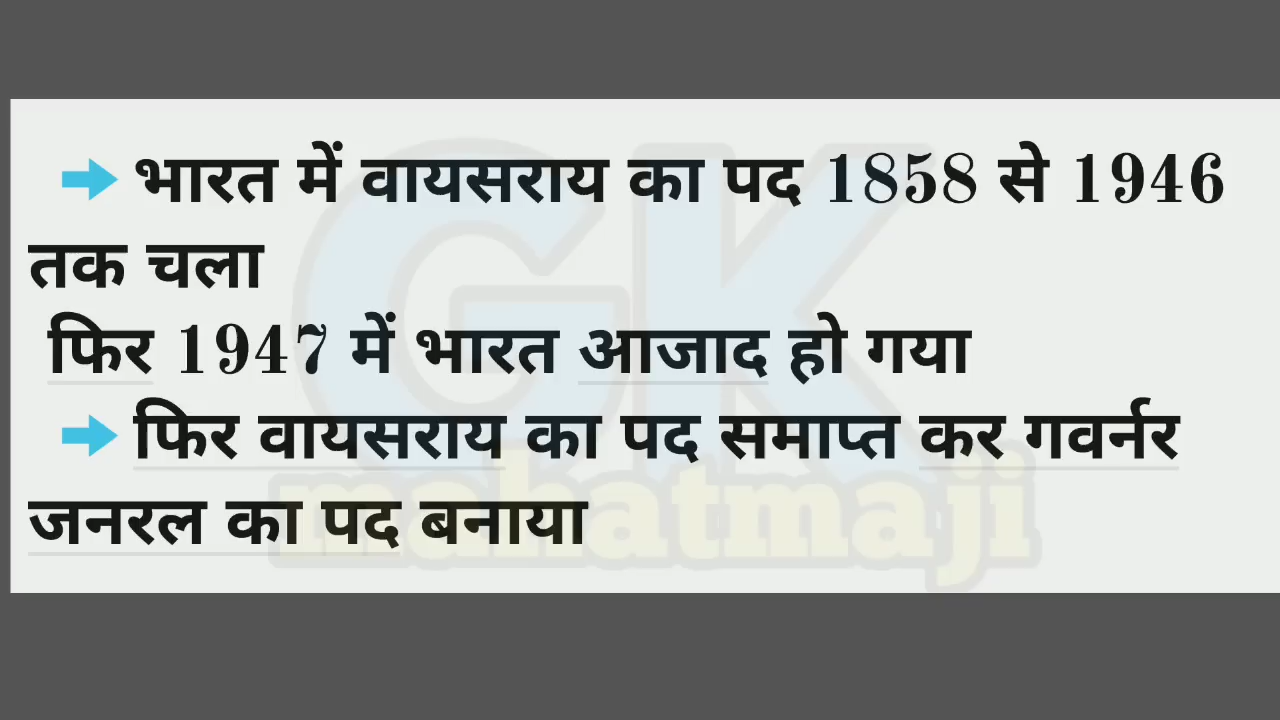 ➡ भारत में वायसराय का पद 1858 से 1946
तक चला
फिर 1947 में भारत आजाद हो गया
➡ फिर वायसराय का पद समाप्त कर गवर्नर
जनरल का पद बनाया
GK
mahatmaji